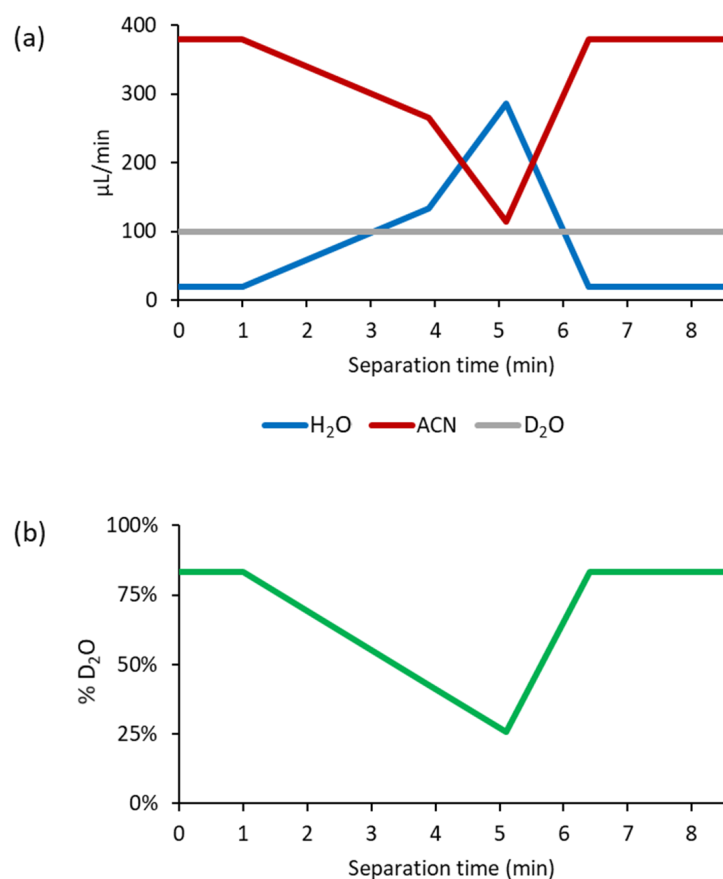 (a)
400
300
200
100
0
µL/min
0 1 2 3 4 5 6 7 8
Separation time (min)
H₂O ACN D₂O
(b)
100%
75%
50%
25%
0%
% D₂O
0 1 2 3 4 5 6 7 8
Separation time (min)